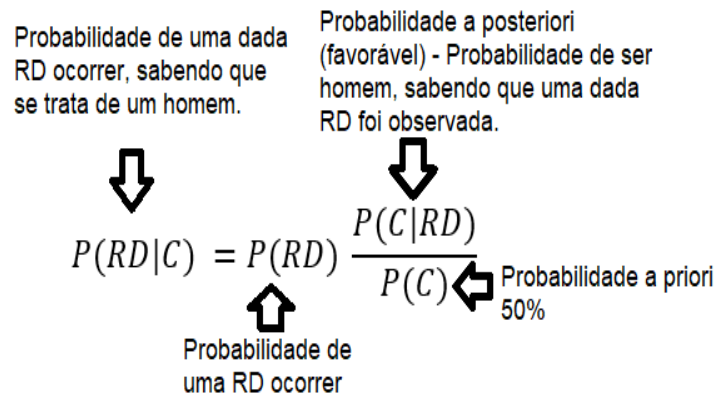 Probabilidade de uma dada
RD ocorrer, sabendo que
se trata de um homem.
Probabilidade a posteriori
(favorável) - Probabilidade de ser
homem, sabendo que uma dada
RD foi observada.
P(RD|C) = P(RD) P(C|RD)
P(C)
Probabilidade a priori
50%
Probabilidade de
uma RD ocorrer